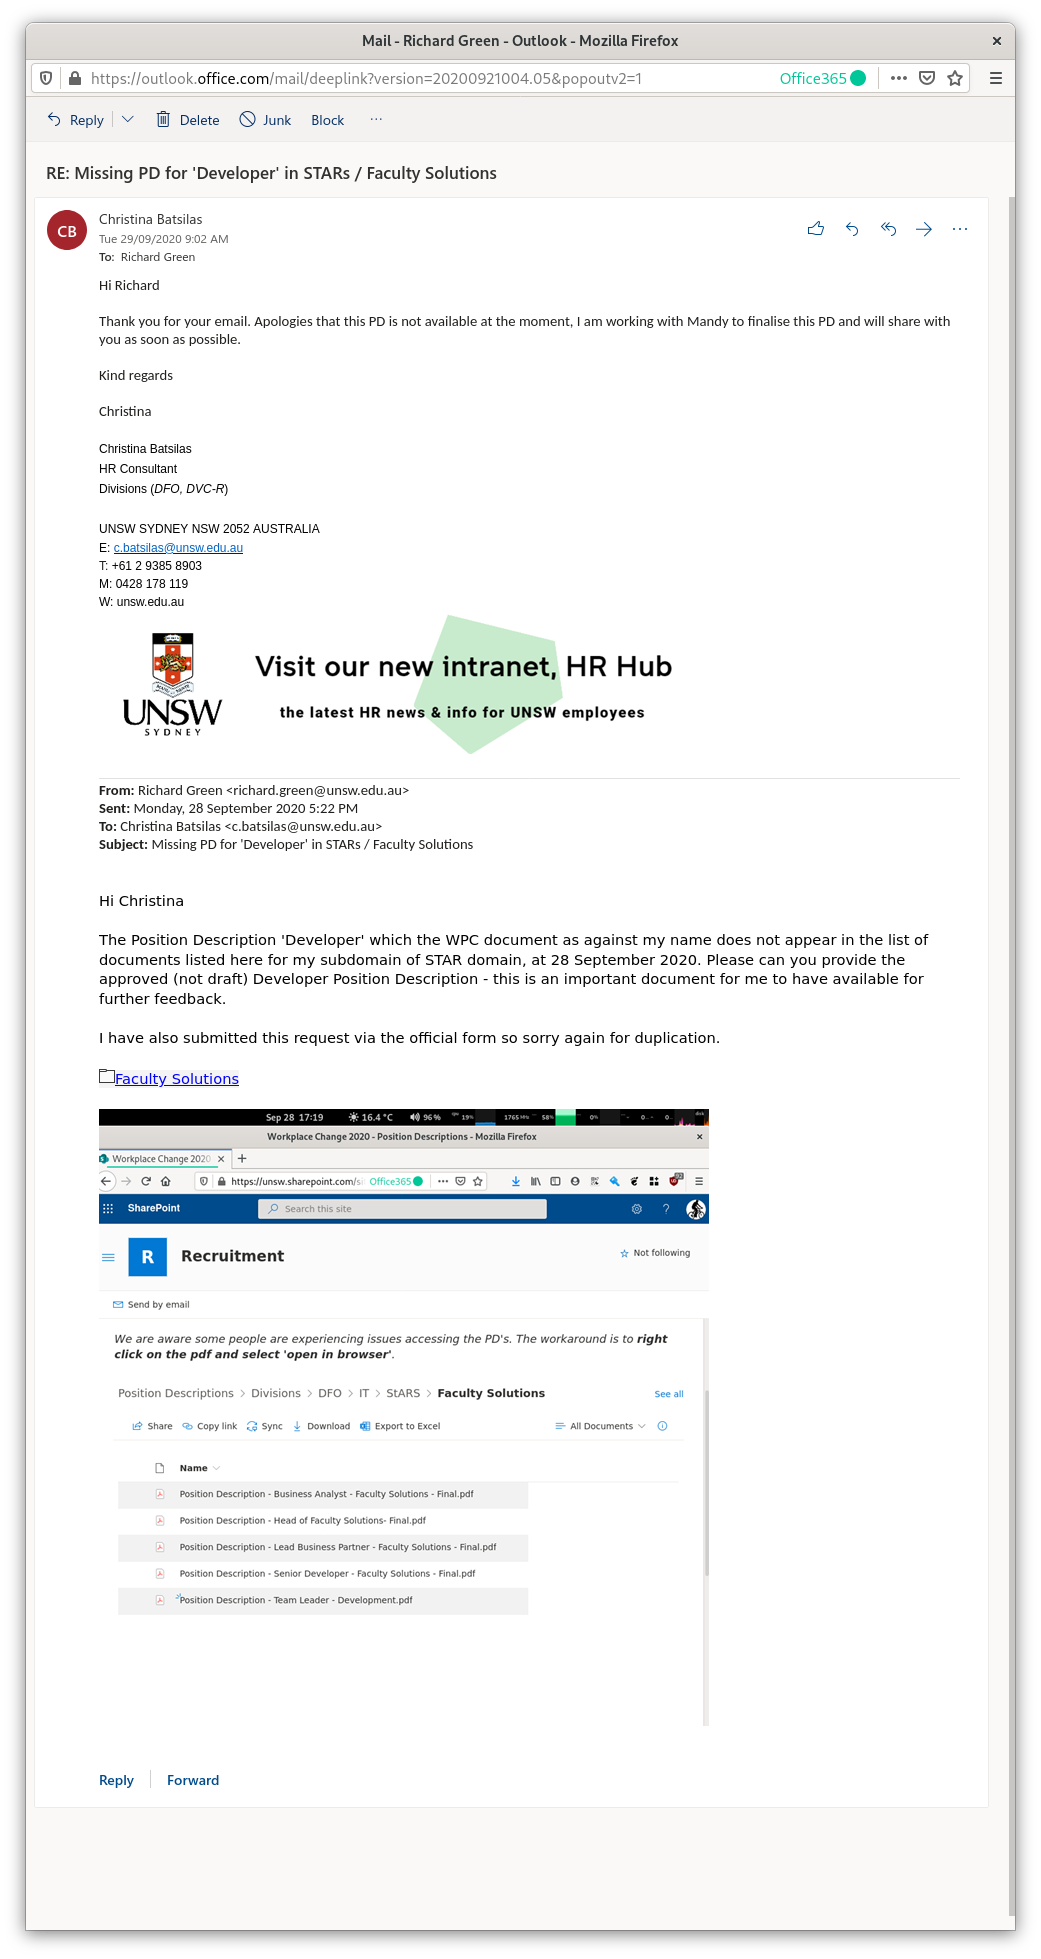 Mail - Richard Green - Outlook - Mozilla Firefox
https://outlook.office.com/mail/deeplink?version=20200921004.05&popoutv2=1
Office365
Reply
Delete
Junk
Block
RE: Missing PD for 'Developer' in STARs / Faculty Solutions
CB
Christina Batsilas
Tue 29/09/2020 9:02 AM
To: Richard Green
Hi Richard
Thank you for your email. Apologies that this PD is not available at the moment, I am working with Mandy to finalise this PD and will share with
you as soon as possible.
Kind regards
Christina
Christina Batsilas
HR Consultant
Divisions (DFO, DVC-R)
UNSW SYDNEY NSW 2052 AUSTRALIA
E: c.batsilas@unsw.edu.au
T: +61 2 9385 8903
M: 0428 178 119
W: unsw.edu.au
UNSW
SYDNEY
Visit our new intranet, HR Hub
the latest HR news & info for UNSW employees
From: Richard Green <richard.green@unsw.edu.au>
Sent: Monday, 28 September 2020 5:22 PM
To: Christina Batsilas <c.batsilas@unsw.edu.au>
Subject: Missing PD for 'Developer' in STARs / Faculty Solutions
Hi Christina
The Position Description 'Developer' which the WPC document as against my name does not appear in the list of
documents listed here for my subdomain of STAR domain, at 28 September 2020. Please can you provide the
approved (not draft) Developer Position Description - this is an important document for me to have available for
further feedback.
I have also submitted this request via the official form so sorry again for duplication.
Faculty Solutions
Sep 28 17:19
16.4 °C
96 %
cpu 19%
1765 MHz
58%
0%
0
0
disk
Workplace Change 2020 - Position Descriptions - Mozilla Firefox
Workplace Change 2020
https://unsw.sharepoint.com/si
Office365
SharePoint
Search this site
R
Recruitment
Not following
Send by email
We are aware some people are experiencing issues accessing the PD's. The workaround is to right
click on the pdf and select 'open in browser'.
Position Descriptions > Divisions > DFO > IT > StARS > Faculty Solutions
See all
Share
Copy link
Sync
Download
Export to Excel
All Documents
Name
Position Description - Business Analyst - Faculty Solutions - Final.pdf
Position Description - Head of Faculty Solutions- Final.pdf
Position Description - Lead Business Partner - Faculty Solutions - Final.pdf
Position Description - Senior Developer - Faculty Solutions - Final.pdf
Position Description - Team Leader - Development.pdf
Reply
Forward